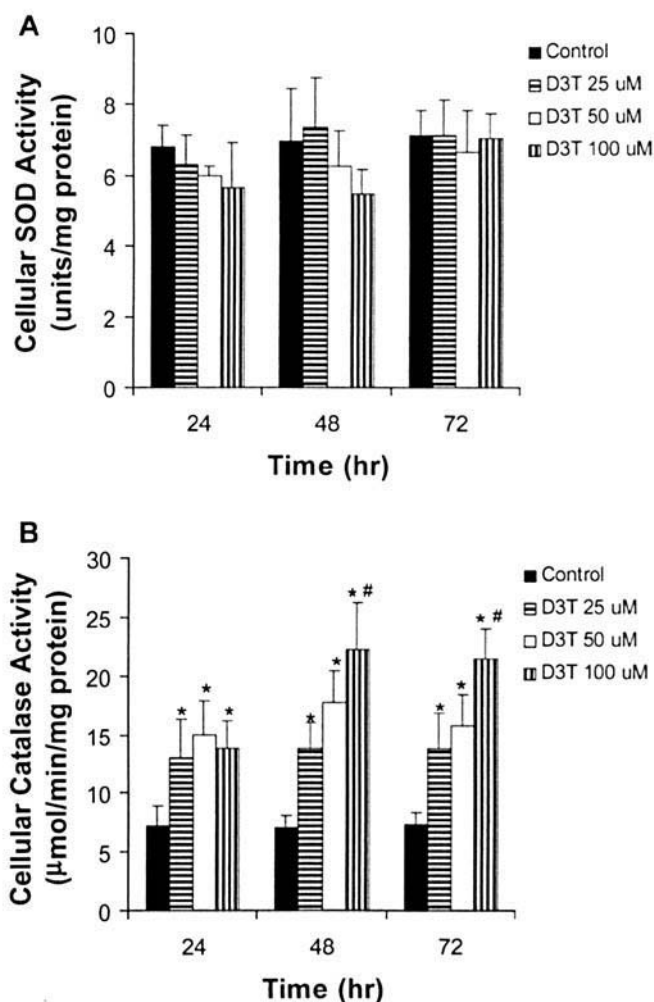 A
Cellular SOD Activity
(units/mg protein)
10
8
6
4
2
0
24
48
72
Time (hr)
Control
D3T 25 uM
D3T 50 uM
D3T 100 uM
B
Cellular Catalase Activity
(μmol/min/mg protein)
30
25
20
15
10
5
0
*
*
*
*
*
* #
*
*
* #
24
48
72
Time (hr)
Control
D3T 25 uM
D3T 50 uM
D3T 100 uM